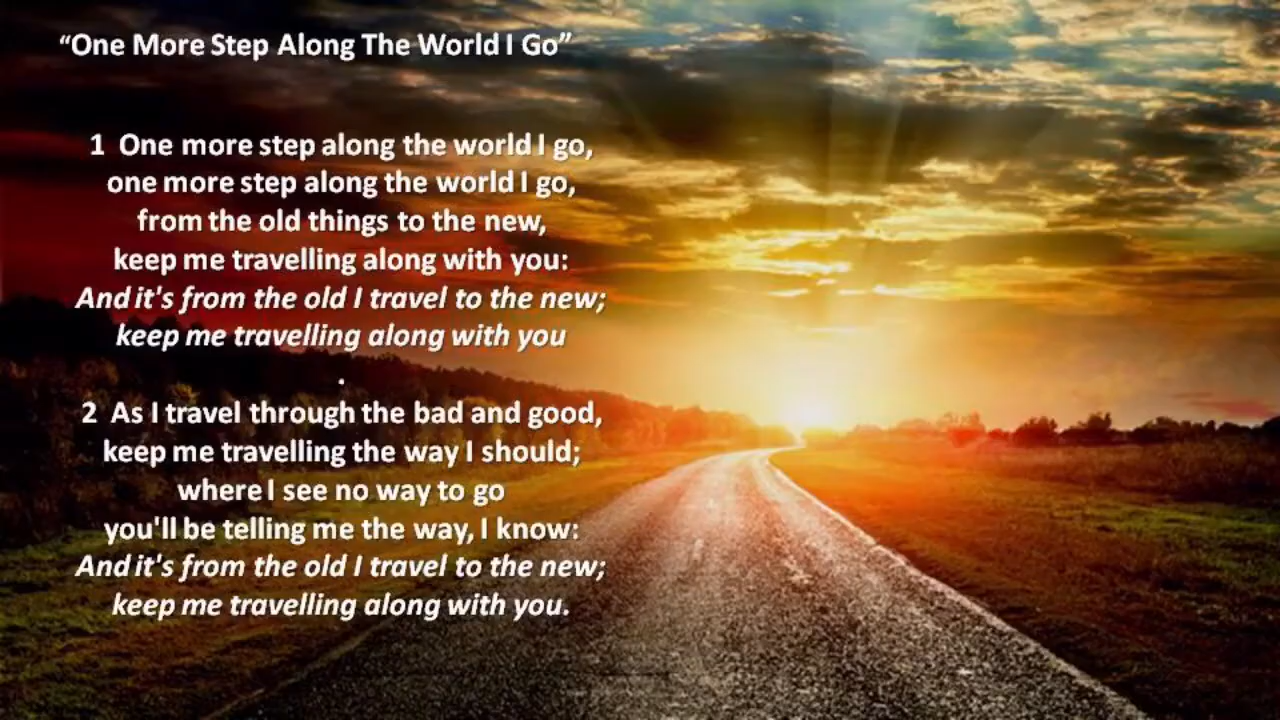 “One More Step Along The World I Go”
1 One more step along the world I go,
one more step along the world I go,
from the old things to the new,
keep me travelling along with you:
And it's from the old I travel to the new;
keep me travelling along with you
.
2 As I travel through the bad and good,
keep me travelling the way I should;
where I see no way to go
you'll be telling me the way, I know:
And it's from the old I travel to the new;
keep me travelling along with you.